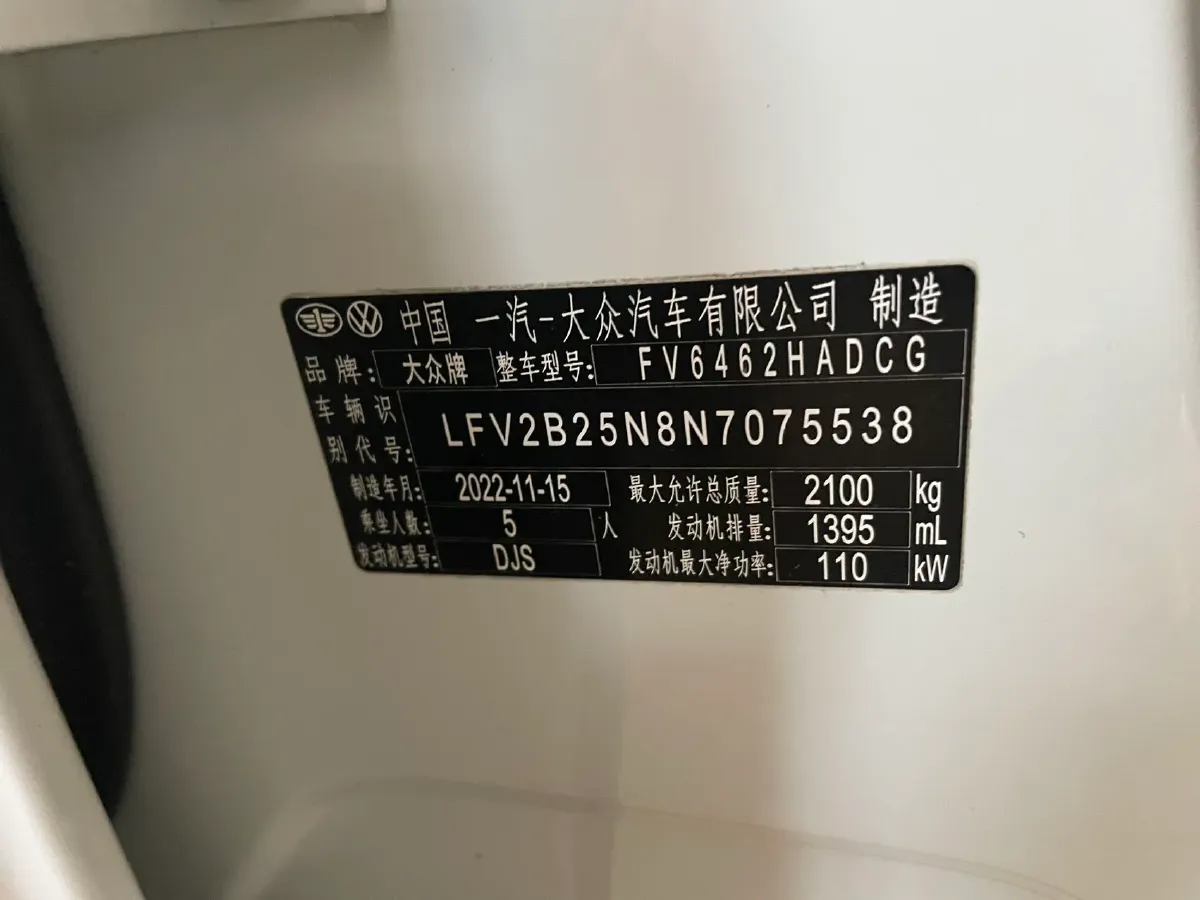 中国 一汽-大众汽车有限公司 制造
品牌: 大众牌 整车型号: FV6462HADCG
车辆识别代号: LFV2B25N8N7075538
制造年月: 2022-11-15 最大允许总质量: 2100 kg
乘坐人数: 5 人 发动机排量: 1395 mL
发动机型号: DJS 发动机最大净功率: 110 kW